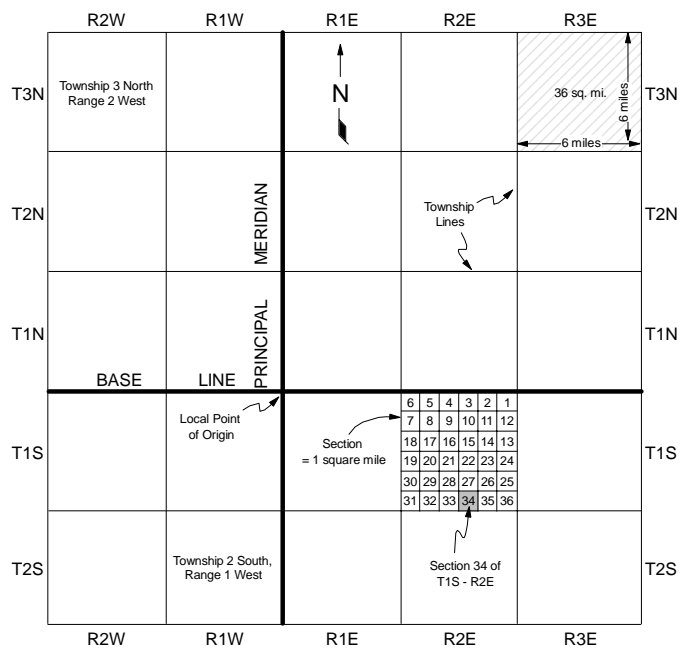 R2W R1W R1E R2E R3E
T3N
Township 3 North
Range 2 West
N
36 sq. mi.
6 miles
6 miles
T3N
T2N
MERIDIAN
Township
Lines
T2N
T1N
PRINCIPAL
T1N
BASE LINE
Local Point
of Origin
T1S
Section
= 1 square mile
6 5 4 3 2 1
7 8 9 10 11 12
18 17 16 15 14 13
19 20 21 22 23 24
30 29 28 27 26 25
31 32 33 34 35 36
T1S
T2S
Township 2 South,
Range 1 West
Section 34 of
T1S - R2E
T2S
R2W R1W R1E R2E R3E